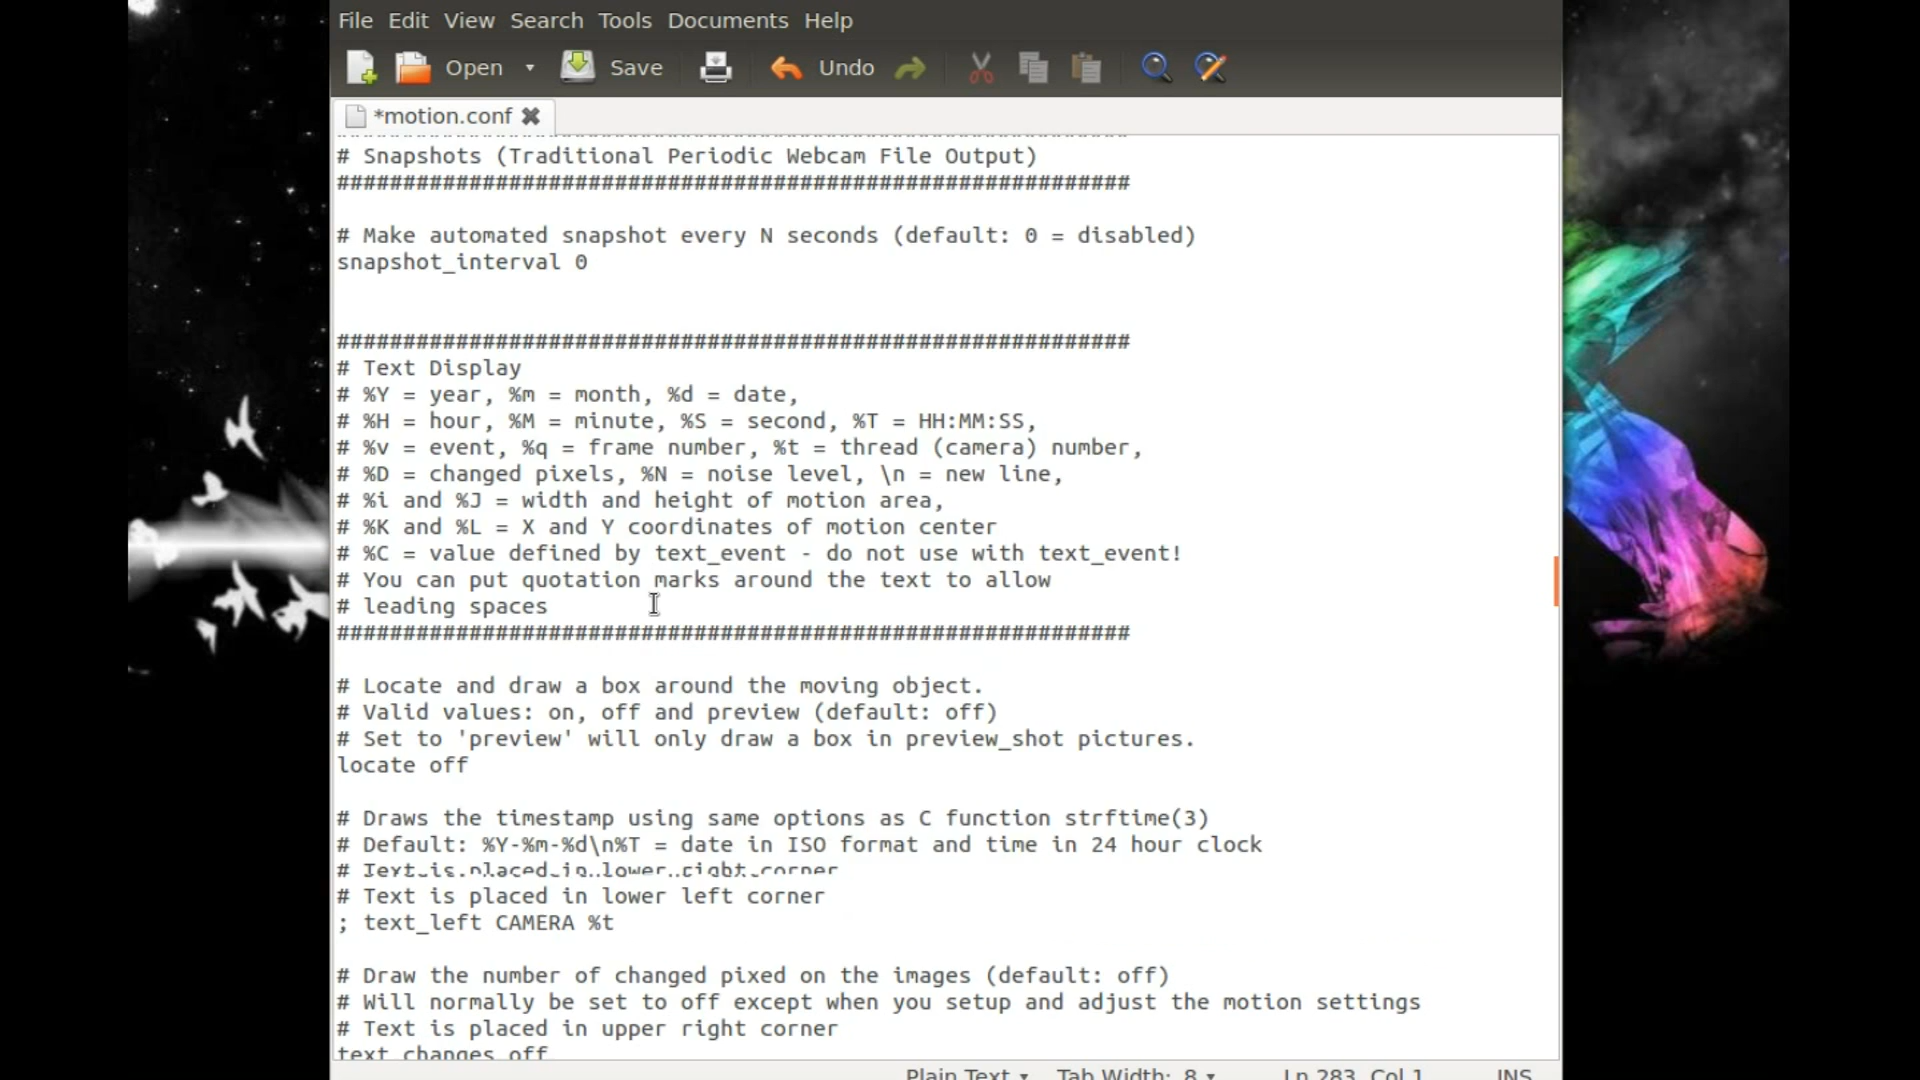 File Edit View Search Tools Documents Help
Open Save Undo
*motion.conf
# Snapshots (Traditional Periodic Webcam File Output)
############################################################
# Make automated snapshot every N seconds (default: 0 = disabled)
snapshot_interval 0
############################################################
# Text Display
# %Y = year, %m = month, %d = date,
# %H = hour, %M = minute, %S = second, %T = HH:MM:SS,
# %v = event, %q = frame number, %t = thread (camera) number,
# %D = changed pixels, %N = noise level, \n = new line,
# %i and %J = width and height of motion area,
# %K and %L = X and Y coordinates of motion center
# %C = value defined by text_event - do not use with text_event!
# You can put quotation marks around the text to allow
# leading spaces
############################################################
# Locate and draw a box around the moving object.
# Valid values: on, off and preview (default: off)
# Set to 'preview' will only draw a box in preview_shot pictures.
locate off
# Draws the timestamp using same options as C function strftime(3)
# Default: %Y-%m-%d\n%T = date in ISO format and time in 24 hour clock
# Text is placed in lower right corner
# Text is placed in lower left corner
; text_left CAMERA %t
# Draw the number of changed pixed on the images (default: off)
# Will normally be set to off except when you setup and adjust the motion settings
# Text is placed in upper right corner
text_changes off
Plain Text Tab Width: 8 Ln 283, Col 1 INS